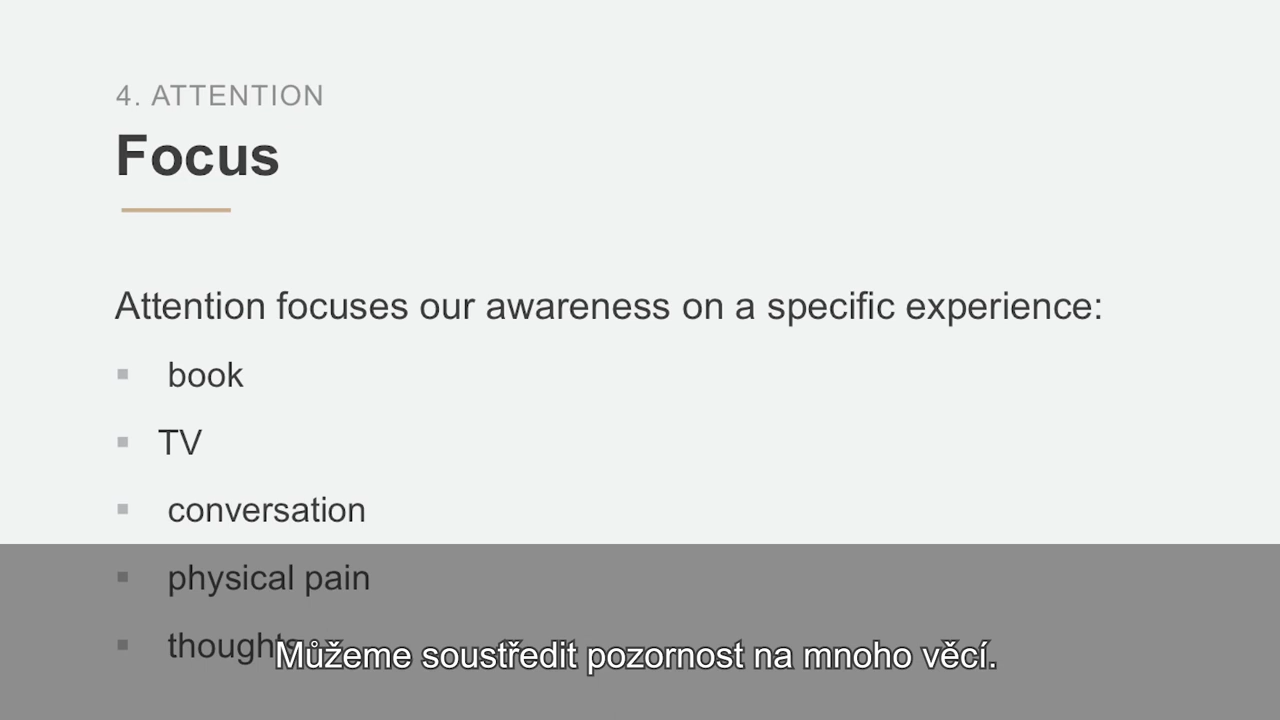 4. ATTENTION
Focus
Attention focuses our awareness on a specific experience:
book
TV
conversation
physical pain
thoughts
Můžeme soustředit pozornost na mnoho věcí.